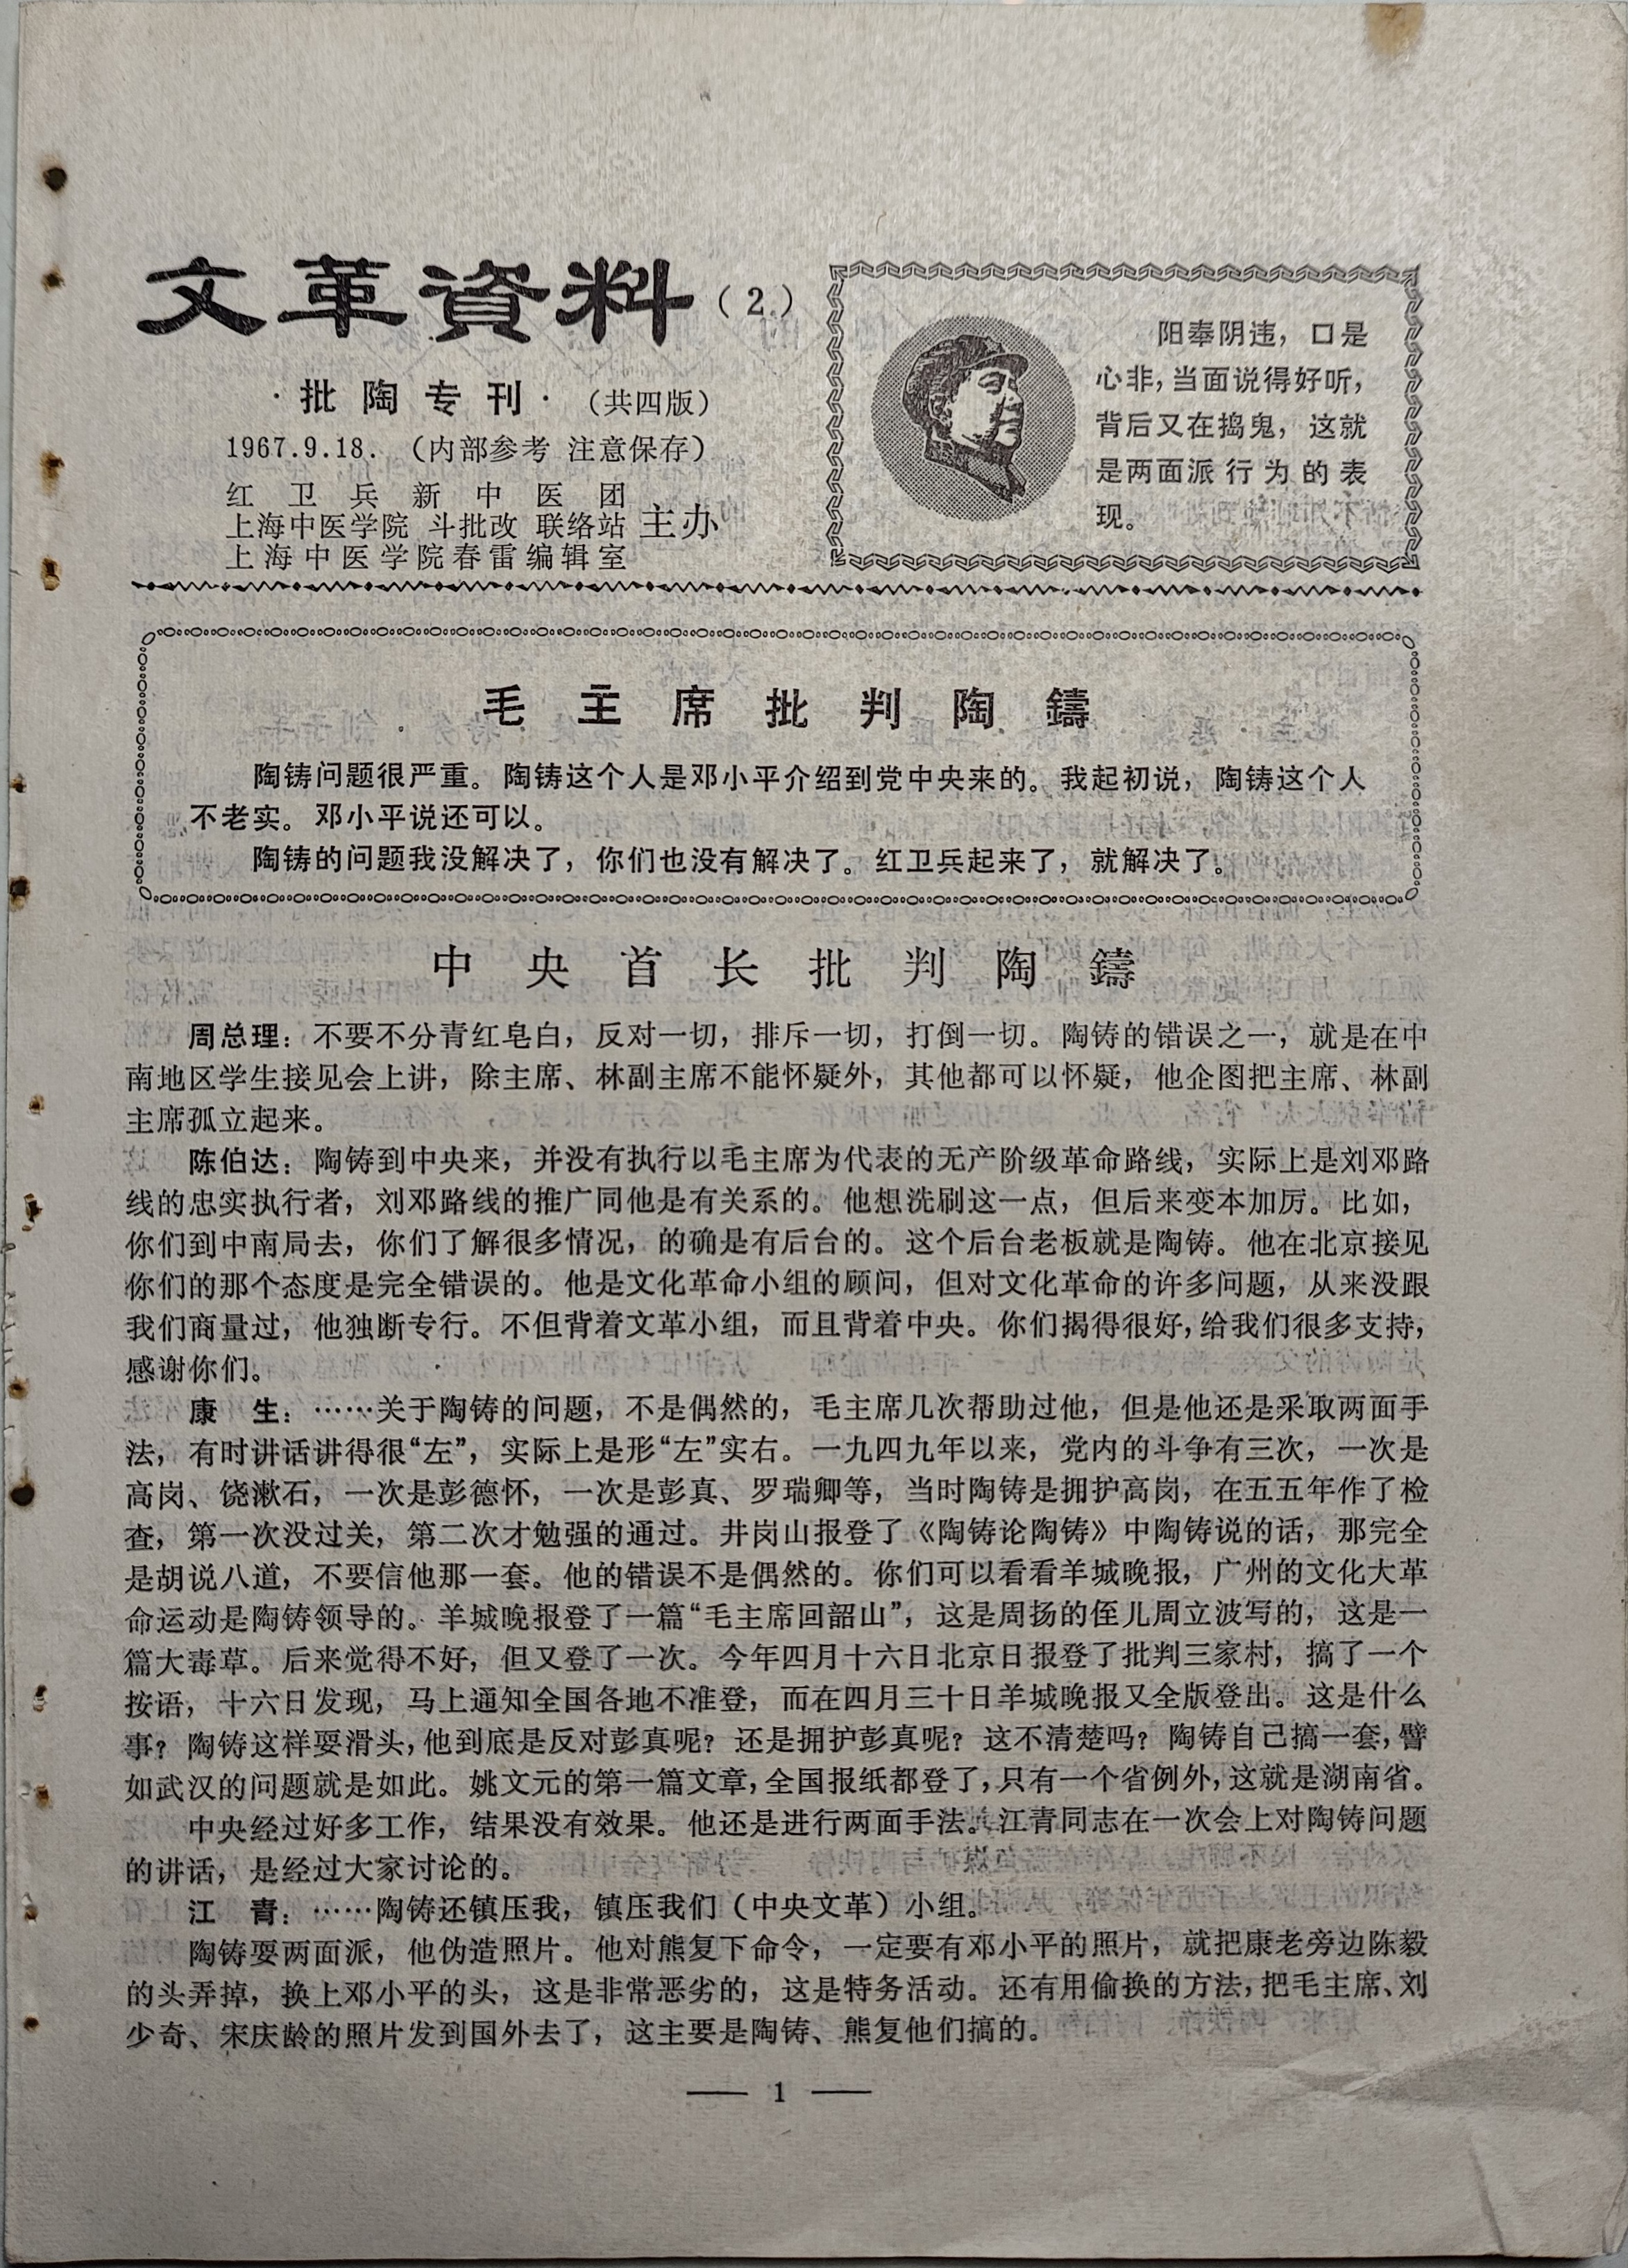 文革資料（2）
·批陶专刊·（共四版）
1967.9.18.（内部参考 注意保存）
红卫兵新中医团
上海中医学院 斗批改 联络站 主办
上海中医学院春雷编辑室
阳奉阴违，口是
心非，当面说得好听，
背后又在捣鬼，这就
是两面派行为的表
现。
毛主席批判陶鑄
陶铸问题很严重。陶铸这个人是邓小平介绍到党中央来的。我起初说，陶铸这个人
不老实。邓小平说还可以。
陶铸的问题我没解决了，你们也没有解决了。红卫兵起来了，就解决了。
中央首长批判陶鑄
周总理：不要不分青红皂白，反对一切，排斥一切，打倒一切。陶铸的错误之一，就是在中
南地区学生接见会上讲，除主席、林副主席不能怀疑外，其他都可以怀疑，他企图把主席、林副
主席孤立起来。
陈伯达：陶铸到中央来，并没有执行以毛主席为代表的无产阶级革命路线，实际上是刘邓路
线的忠实执行者，刘邓路线的推广同他是有关系的。他想洗刷这一点，但后来变本加厉。比如，
你们到中南局去，你们了解很多情况，的确是有后台的。这个后台老板就是陶铸。他在北京接见
你们的那个态度是完全错误的。他是文化革命小组的顾问，但对文化革命的许多问题，从来没跟
我们商量过，他独断专行。不但背着文革小组，而且背着中央。你们揭得很好，给我们很多支持，
感谢你们。
康 生：……关于陶铸的问题，不是偶然的，毛主席几次帮助过他，但是他还是采取两面手
法，有时讲话讲得很“左”，实际上是形“左”实右。一九四九年以来，党内的斗争有三次，一次是
高岗、饶漱石，一次是彭德怀，一次是彭真、罗瑞卿等，当时陶铸是拥护高岗，在五五年作了检
查，第一次没过关，第二次才勉强的通过。井岗山报登了《陶铸论陶铸》中陶铸说的话，那完全
是胡说八道，不要信他那一套。他的错误不是偶然的。你们可以看看羊城晚报，广州的文化大革
命运动是陶铸领导的。羊城晚报登了一篇“毛主席回韶山”，这是周扬的侄儿周立波写的，这是一
篇大毒草。后来觉得不好，但又登了一次。今年四月十六日北京日报登了批判三家村，搞了一个
按语，十六日发现，马上通知全国各地不准登，而在四月三十日羊城晚报又全版登出。这是什么
事？陶铸这样耍滑头，他到底是反对彭真呢？还是拥护彭真呢？这不清楚吗？陶铸自己搞一套，譬
如武汉的问题就是如此。姚文元的第一篇文章，全国报纸都登了，只有一个省例外，这就是湖南省。
中央经过好多工作，结果没有效果。他还是进行两面手法。江青同志在一次会上对陶铸问题
的讲话，是经过大家讨论的。
江 青：……陶铸还镇压我，镇压我们（中央文革）小组。
陶铸耍两面派，他伪造照片。他对熊复下命令，一定要有邓小平的照片，就把康老旁边陈毅
的头弄掉，换上邓小平的头，这是非常恶劣的，这是特务活动。还有用偷换的方法，把毛主席、刘
少奇、宋庆龄的照片发到国外去了，这主要是陶铸、熊复他们搞的。
— 1 —